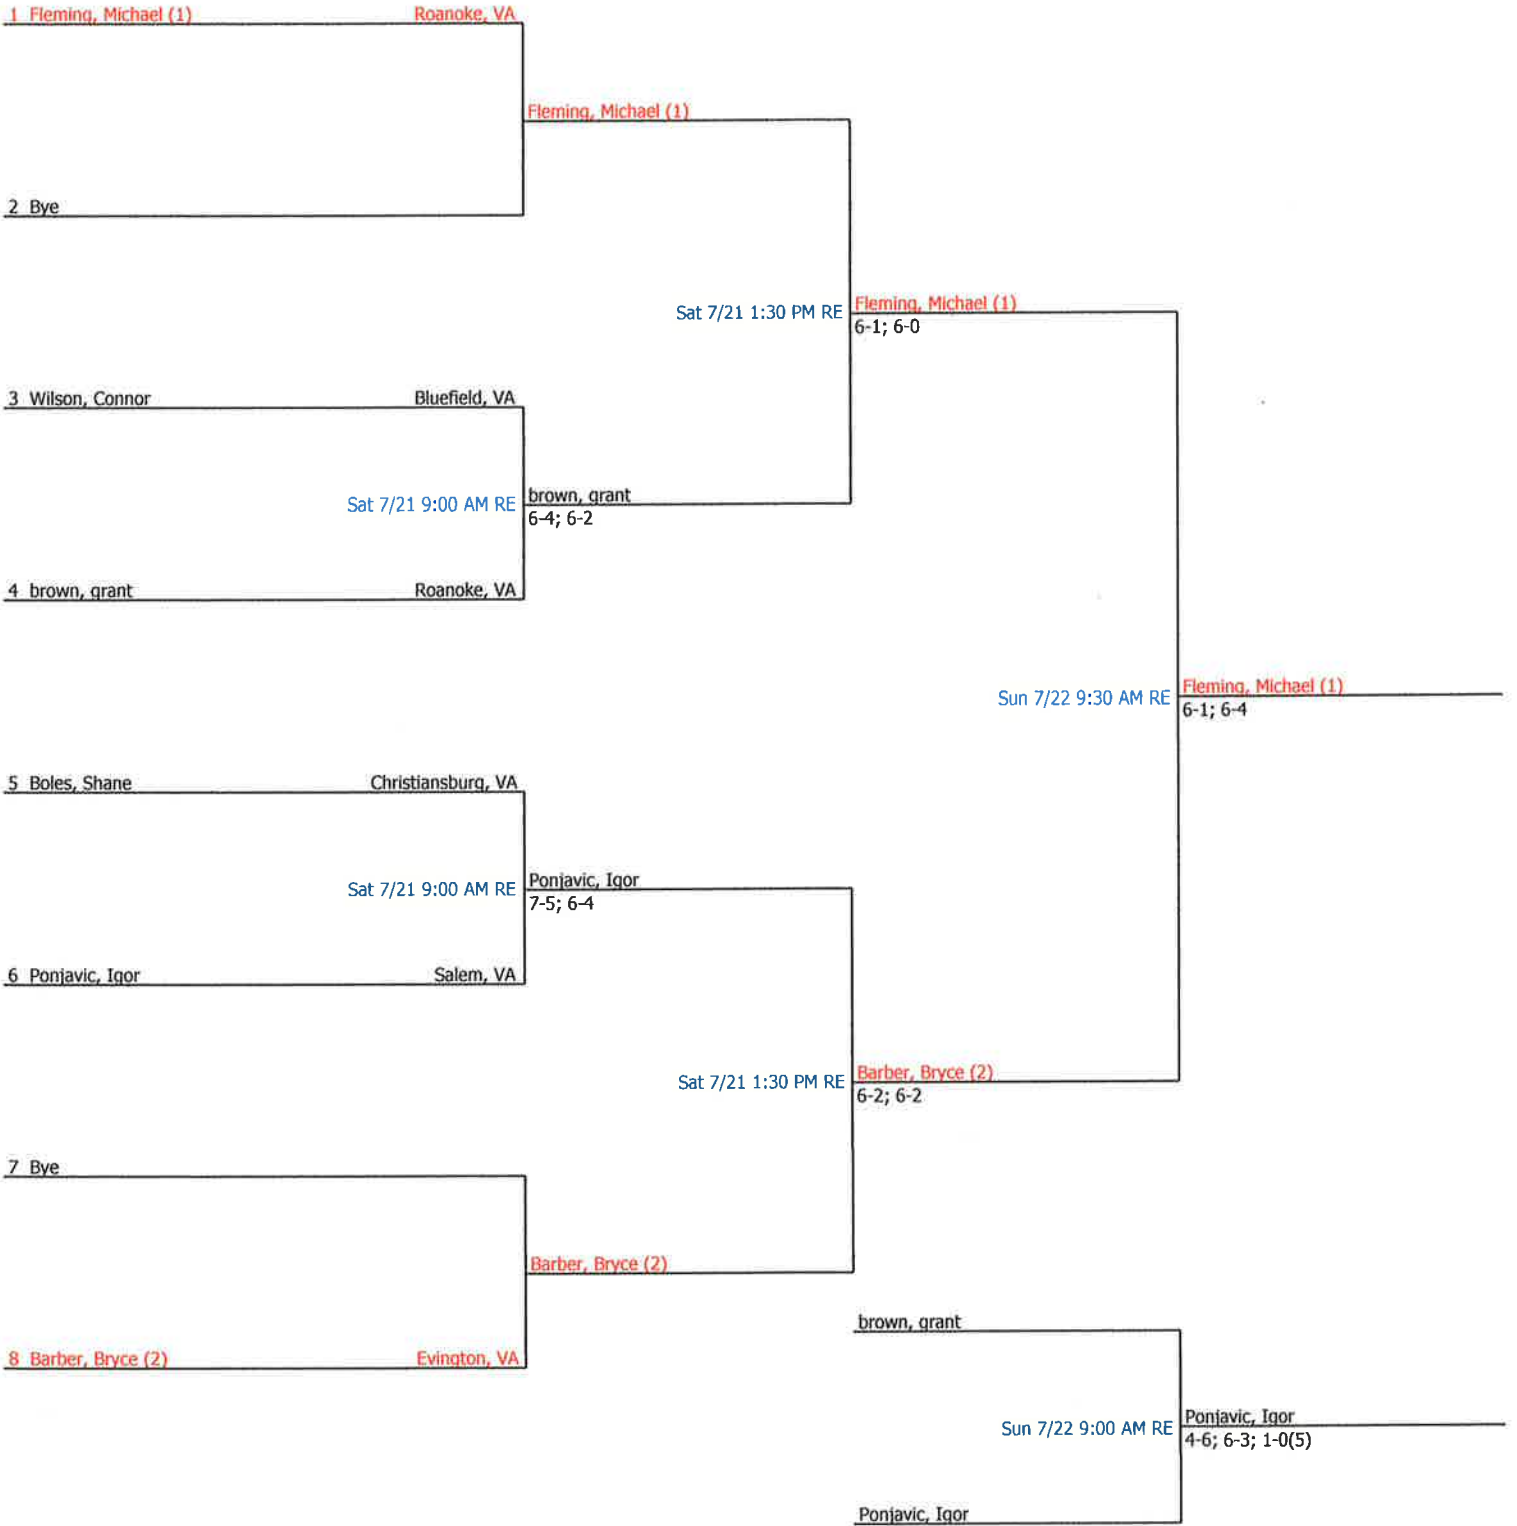 1 Fleming, Michael (1) Roanoke, VA
Fleming, Michael (1)
2 Bye
Sat 7/21 1:30 PM RE Fleming, Michael (1)
6-1; 6-0
3 Wilson, Connor Bluefield, VA
Sat 7/21 9:00 AM RE brown, grant
6-4; 6-2
4 brown, grant Roanoke, VA
Sun 7/22 9:30 AM RE Fleming, Michael (1)
6-1; 6-4
5 Boles, Shane Christiansburg, VA
Sat 7/21 9:00 AM RE Ponjavic, Igor
7-5; 6-4
6 Ponjavic, Igor Salem, VA
Sat 7/21 1:30 PM RE Barber, Bryce (2)
6-2; 6-2
7 Bye
Barber, Bryce (2)
brown, grant
8 Barber, Bryce (2) Evington, VA
Sun 7/22 9:00 AM RE Ponjavic, Igor
4-6; 6-3; 1-0(5)
Ponjavic, Igor